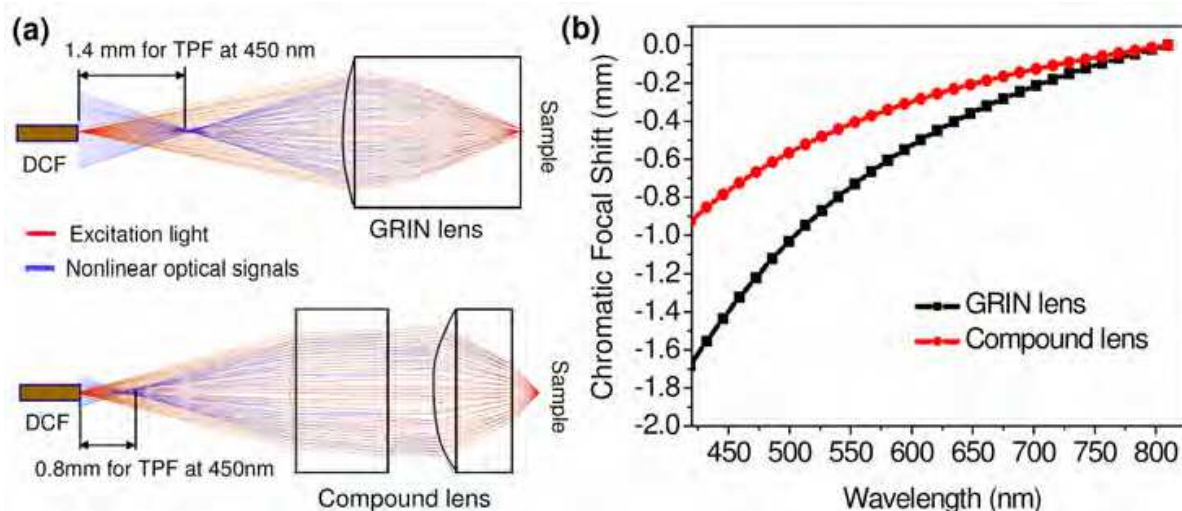 (a)
1.4 mm for TPF at 450 nm
DCF
Sample
GRIN lens
Excitation light
Nonlinear optical signals
DCF
Sample
0.8mm for TPF at 450nm
Compound lens
(b)
Chromatic Focal Shift (mm)
0.0
-0.2
-0.4
-0.6
-0.8
-1.0
-1.2
-1.4
-1.6
-1.8
-2.0
GRIN lens
Compound lens
450 500 550 600 650 700 750 800
Wavelength (nm)